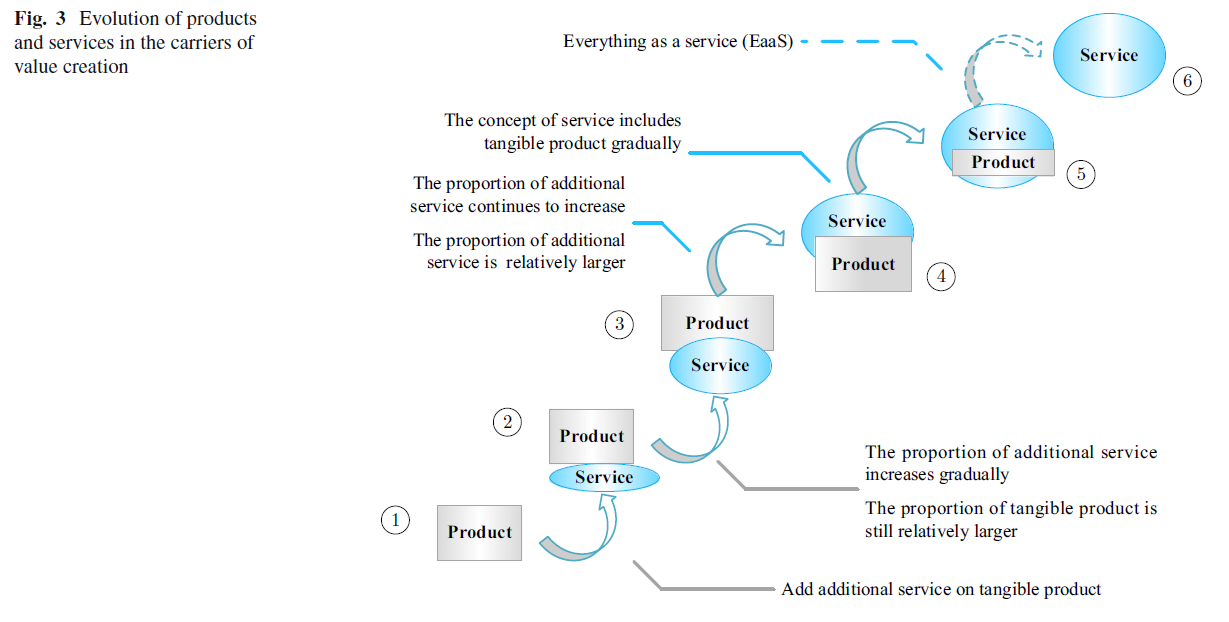 Fig. 3 Evolution of products
and services in the carriers of
value creation
Everything as a service (EaaS)
Service
6
The concept of service includes
tangible product gradually
Service
Product
5
The proportion of additional
service continues to increase
The proportion of additional
service is relatively larger
Service
Product
4
3
Product
Service
2
Product
Service
The proportion of additional service
increases gradually
The proportion of tangible product is
still relatively larger
1
Product
Add additional service on tangible product